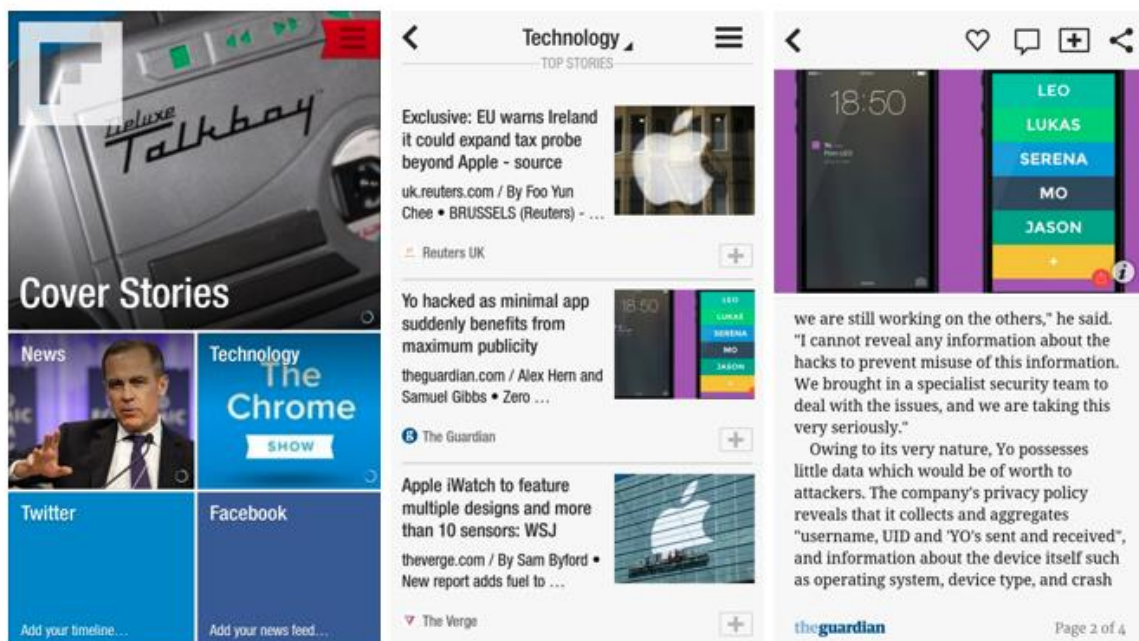 Deluxe
Talkboy
Cover Stories
News
Technology
The
Chrome
SHOW
Twitter
Facebook
Add your timeline...
Add your news feed...
Technology
TOP STORIES
Exclusive: EU warns Ireland
it could expand tax probe
beyond Apple - source
uk.reuters.com / By Foo Yun
Chee • BRUSSELS (Reuters) - ...
Reuters UK
Yo hacked as minimal app
suddenly benefits from
maximum publicity
theguardian.com / Alex Hern and
Samuel Gibbs • Zero ...
The Guardian
18:50
LEO
LUKAS
SERENA
MO
JASON
Apple iWatch to feature
multiple designs and more
than 10 sensors: WSJ
theverge.com / By Sam Byford •
New report adds fuel to ...
The Verge
18:50
LEO
LUKAS
SERENA
MO
JASON
+
we are still working on the others," he said.
"I cannot reveal any information about the
hacks to prevent misuse of this information.
We brought in a specialist security team to
deal with the issues, and we are taking this
very seriously."
Owing to its very nature, Yo possesses
little data which would be of worth to
attackers. The company's privacy policy
reveals that it collects and aggregates
"username, UID and 'YO's sent and received",
and information about the device itself such
as operating system, device type, and crash
theguardian
Page 2 of 4